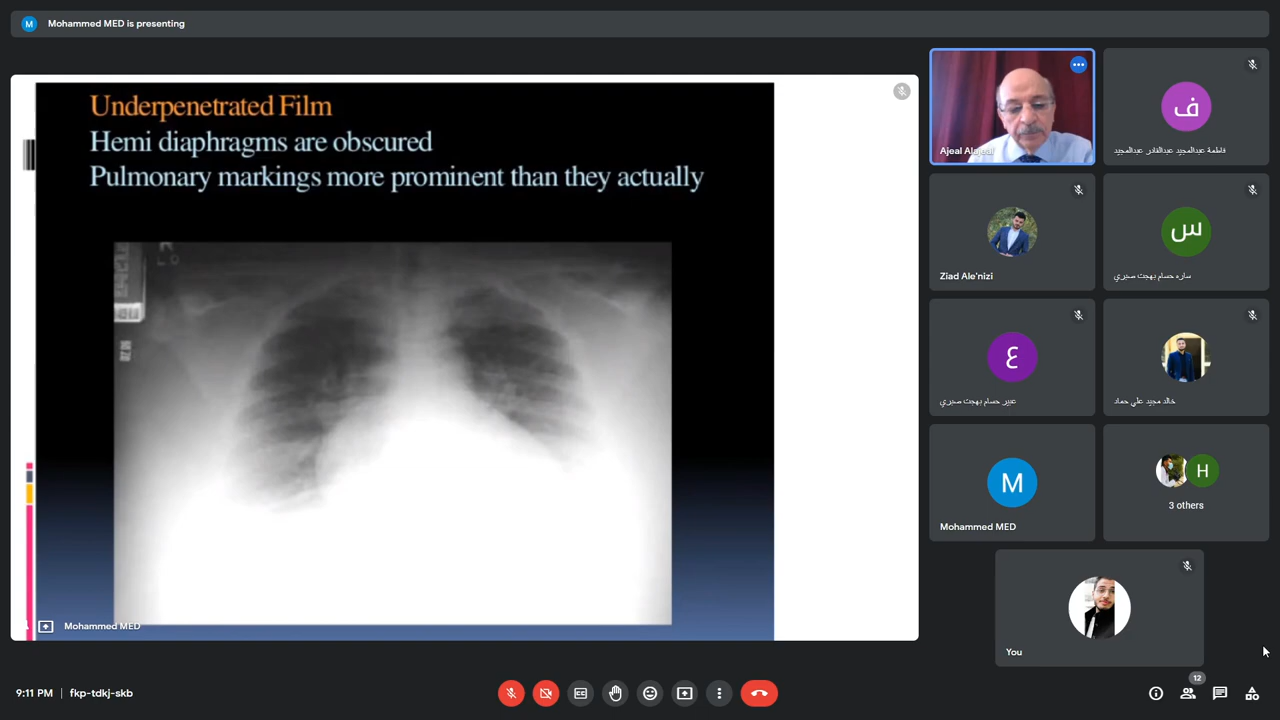 M
Mohammed MED is presenting
Underpenetrated Film
Hemi diaphragms are obscured
Pulmonary markings more prominent than they actually
Mohammed MED
Ajeal
ف
فاطمة عبدالمجيد عبدالقادر عبدالمجيد
Ziad Ale'nizi
س
ساره حسام بهجت صبري
ع
عبير حسام بهجت صبري
خالد مجيد علي حماد
M
Mohammed MED
H
3 others
You
9:11 PM | fkp-tdkj-skb
CC
12